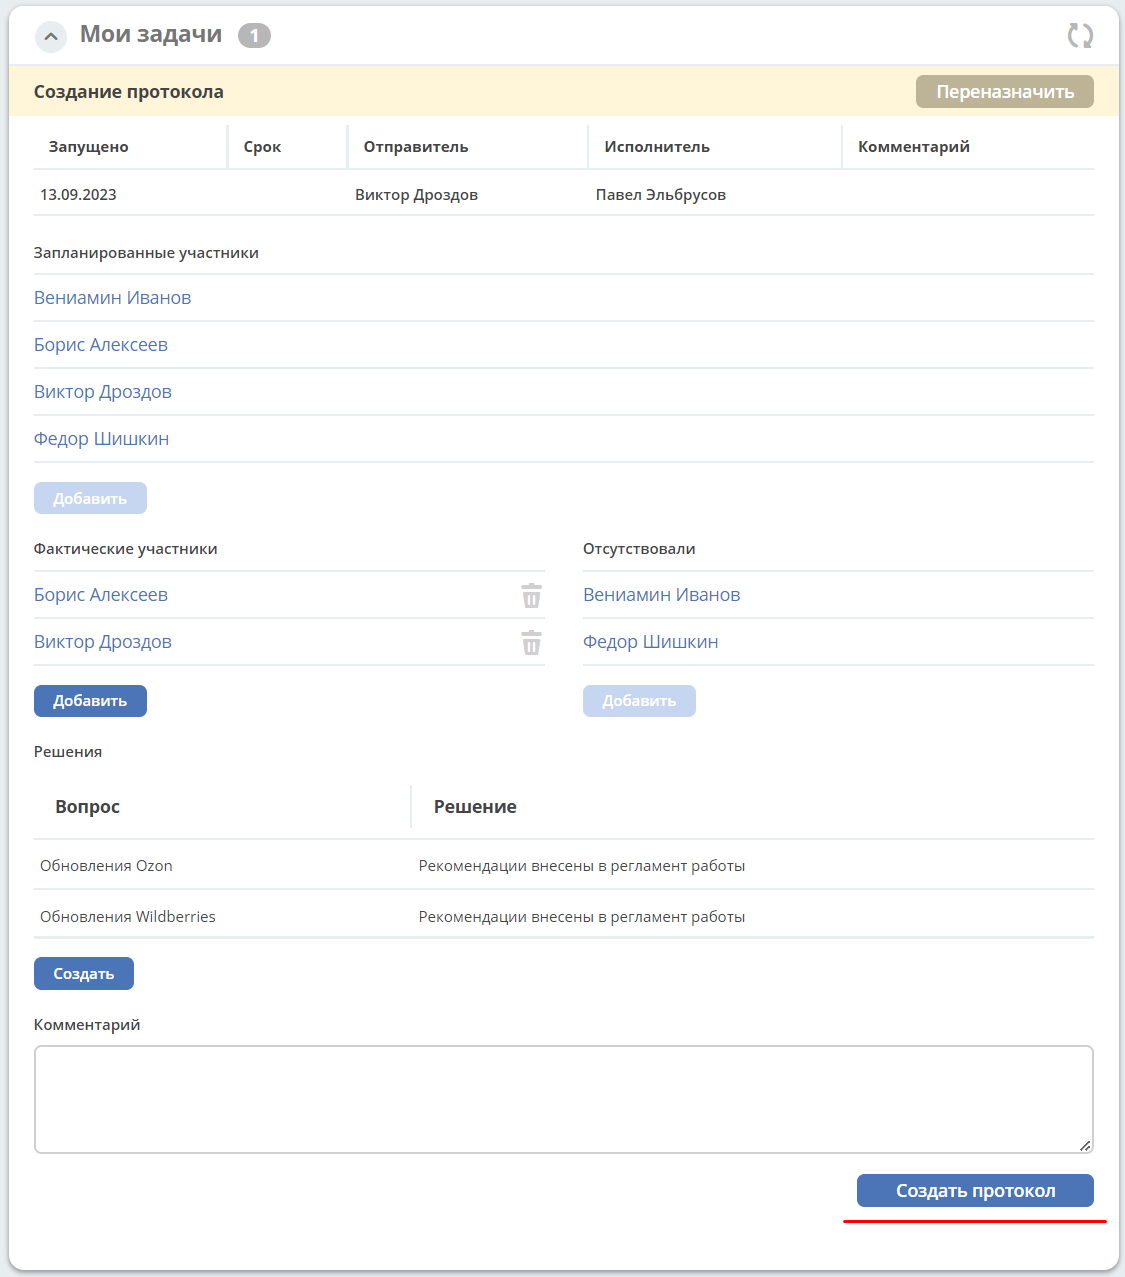 Мои задачи 1
Создание протокола Переназначить
Запущено Срок Отправитель Исполнитель Комментарий
13.09.2023 Виктор Дроздов Павел Эльбрусов
Запланированные участники
Вениамин Иванов
Борис Алексеев
Виктор Дроздов
Федор Шишкин
Добавить
Фактические участники Отсутствовали
Борис Алексеев Вениамин Иванов
Виктор Дроздов Федор Шишкин
Добавить Добавить
Решения
Вопрос Решение
Обновления Ozon Рекомендации внесены в регламент работы
Обновления Wildberries Рекомендации внесены в регламент работы
Создать
Комментарий
Создать протокол